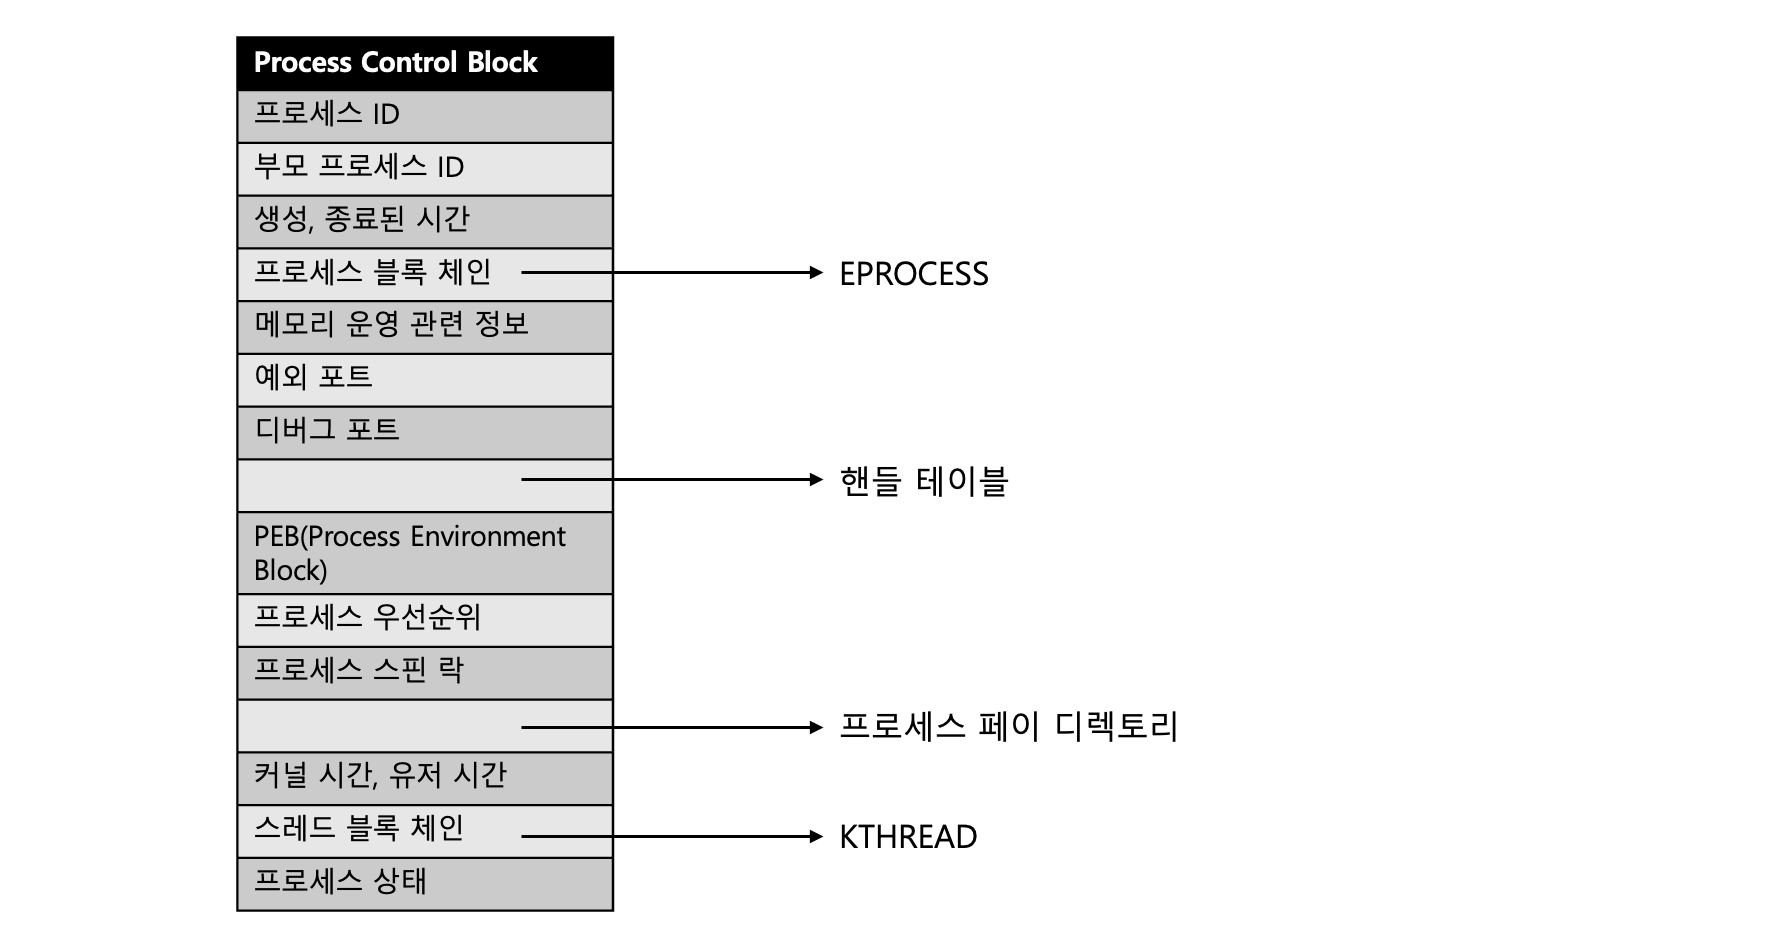 Process Control Block
프로세스 ID
부모 프로세스 ID
생성, 종료된 시간
프로세스 블록 체인
EPROCESS
메모리 운영 관련 정보
예외 포트
디버그 포트
핸들 테이블
PEB(Process Environment
Block)
프로세스 우선순위
프로세스 스핀 락
프로세스 페이 디렉토리
커널 시간, 유저 시간
스레드 블록 체인
KTHREAD
프로세스 상태